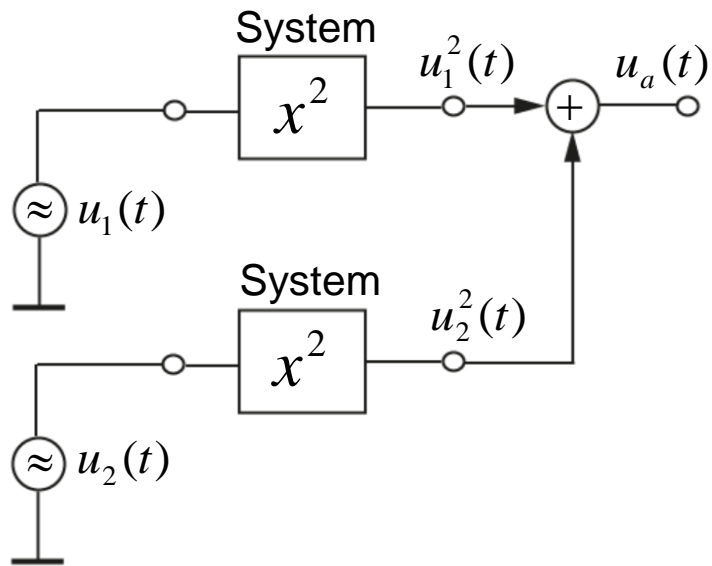 System
u₁²(t)
uₐ(t)
x²
+
≈ u₁(t)
System
u₂²(t)
x²
≈ u₂(t)